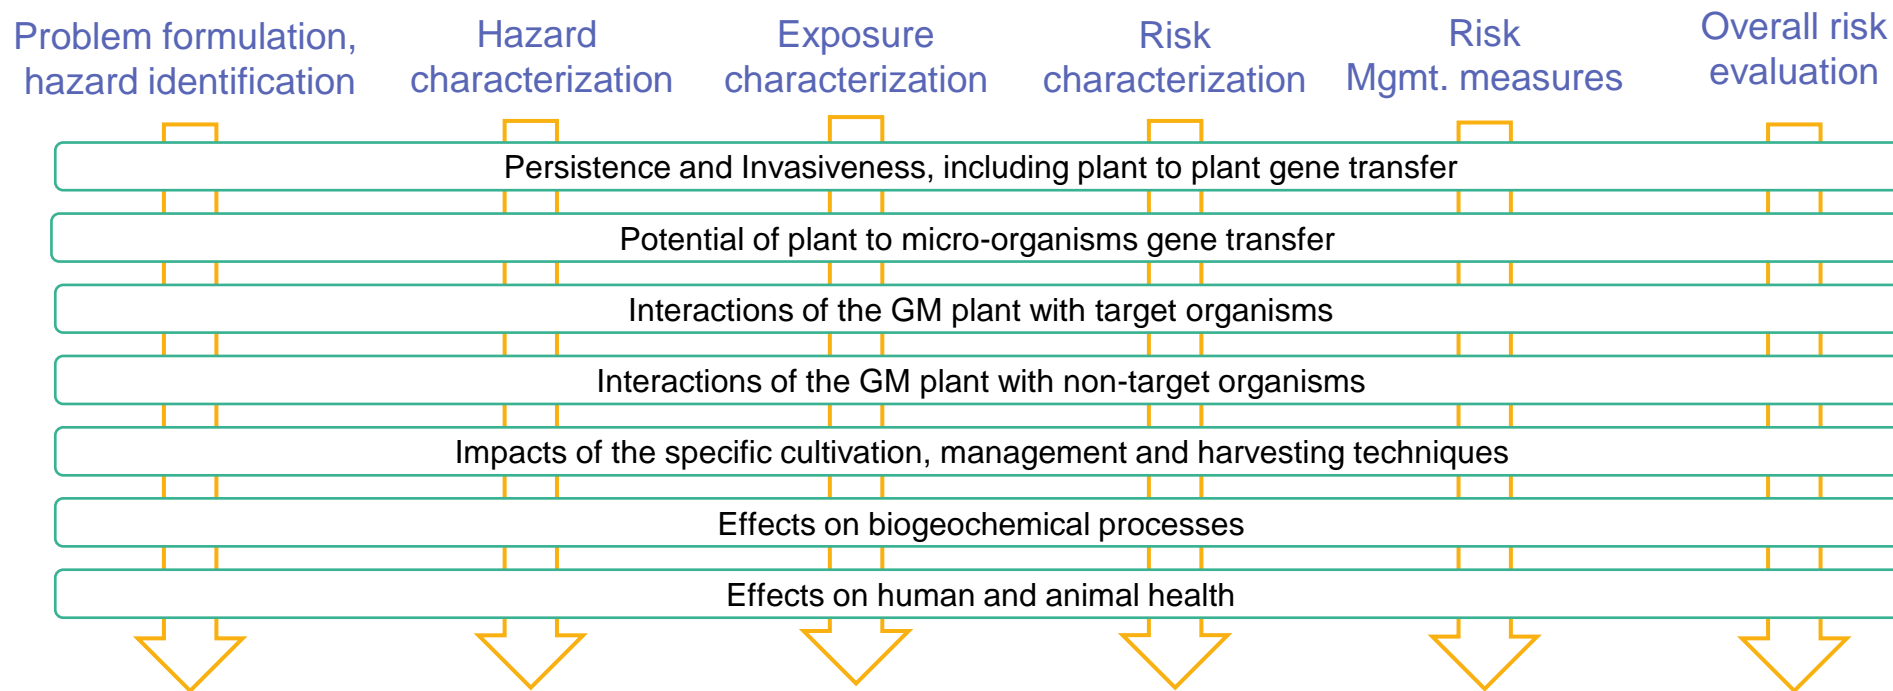 Problem formulation,
hazard identification
Hazard
characterization
Exposure
characterization
Risk
characterization
Risk
Mgmt. measures
Overall risk
evaluation
Persistence and Invasiveness, including plant to plant gene transfer
Potential of plant to micro-organisms gene transfer
Interactions of the GM plant with target organisms
Interactions of the GM plant with non-target organisms
Impacts of the specific cultivation, management and harvesting techniques
Effects on biogeochemical processes
Effects on human and animal health